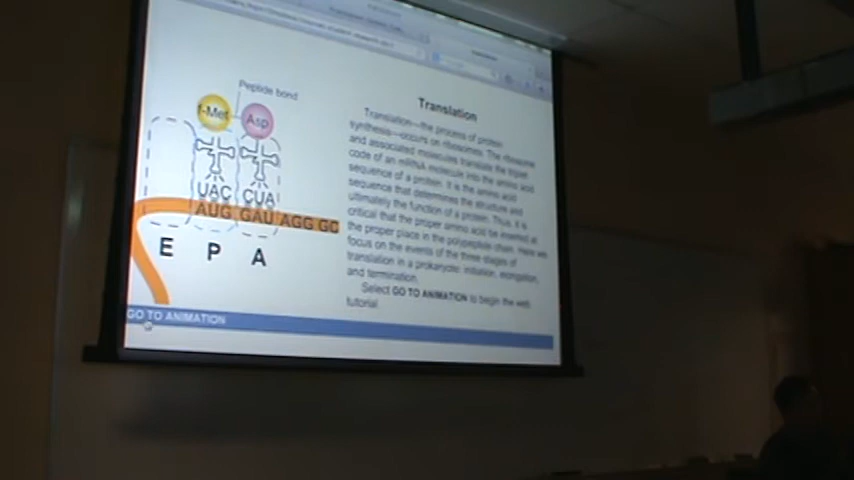 Peptide bond
f-Met
Asp
UAC CUA
AUG GAU AGG GC
E P A
GO TO ANIMATION
Translation
Translation—the process of protein
synthesis—occurs on ribosomes. The ribosome
and associated molecules translate the triplet
code of an mRNA molecule into the amino acid
sequence of a protein. It is the amino acid
sequence that determines the structure and
ultimately the function of a protein. Thus, it is
critical that the proper amino acid be inserted at
the proper place in the polypeptide chain. Here we
focus on the events of the three stages of
translation in a prokaryote: initiation, elongation,
and termination.
Select GO TO ANIMATION to begin the web
tutorial.